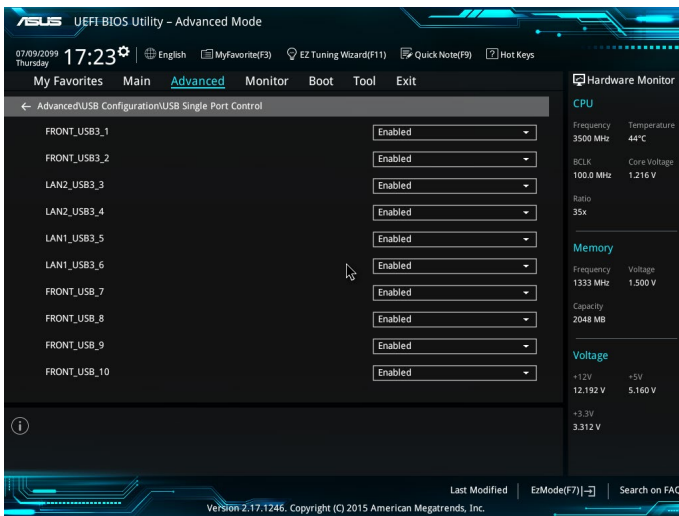 ASUS UEFI BIOS Utility – Advanced Mode
07/09/2099
Thursday
17:23
English
MyFavorite(F3)
EZ Tuning Wizard(F11)
Quick Note(F9)
? Hot Keys
My Favorites
Main
Advanced
Monitor
Boot
Tool
Exit
← Advanced\USB Configuration\USB Single Port Control
FRONT_USB3_1 Enabled
FRONT_USB3_2 Enabled
LAN2_USB3_3 Enabled
LAN2_USB3_4 Enabled
LAN1_USB3_5 Enabled
LAN1_USB3_6 Enabled
FRONT_USB_7 Enabled
FRONT_USB_8 Enabled
FRONT_USB_9 Enabled
FRONT_USB_10 Enabled
Hardware Monitor
CPU
Frequency Temperature
3500 MHz 44°C
BCLK Core Voltage
100.0 MHz 1.216 V
Ratio
35x
Memory
Frequency Voltage
1333 MHz 1.500 V
Capacity
2048 MB
Voltage
+12V +5V
12.192 V 5.160 V
+3.3V
3.312 V
i
Last Modified
EzMode(F7)
Search on FAQ
Version 2.17.1246. Copyright (C) 2015 American Megatrends, Inc.